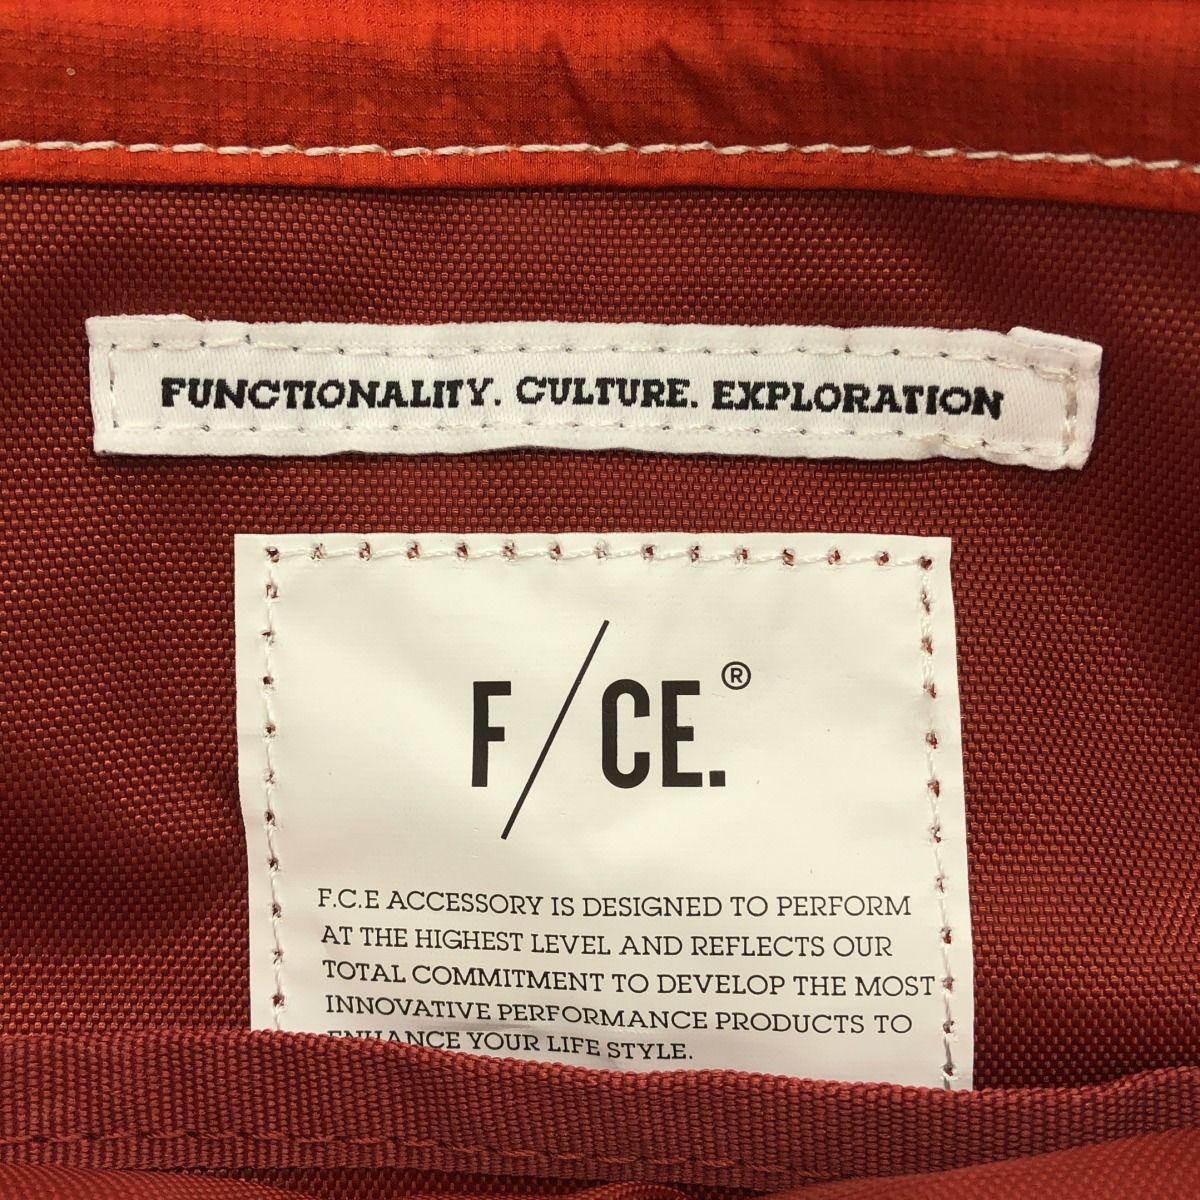 FUNCTIONALITY. CULTURE. EXPLORATION
F/CE.®
F.C.E ACCESSORY IS DESIGNED TO PERFORM
AT THE HIGHEST LEVEL AND REFLECTS OUR
TOTAL COMMITMENT TO DEVELOP THE MOST
INNOVATIVE PERFORMANCE PRODUCTS TO
ENHANCE YOUR LIFE STYLE.